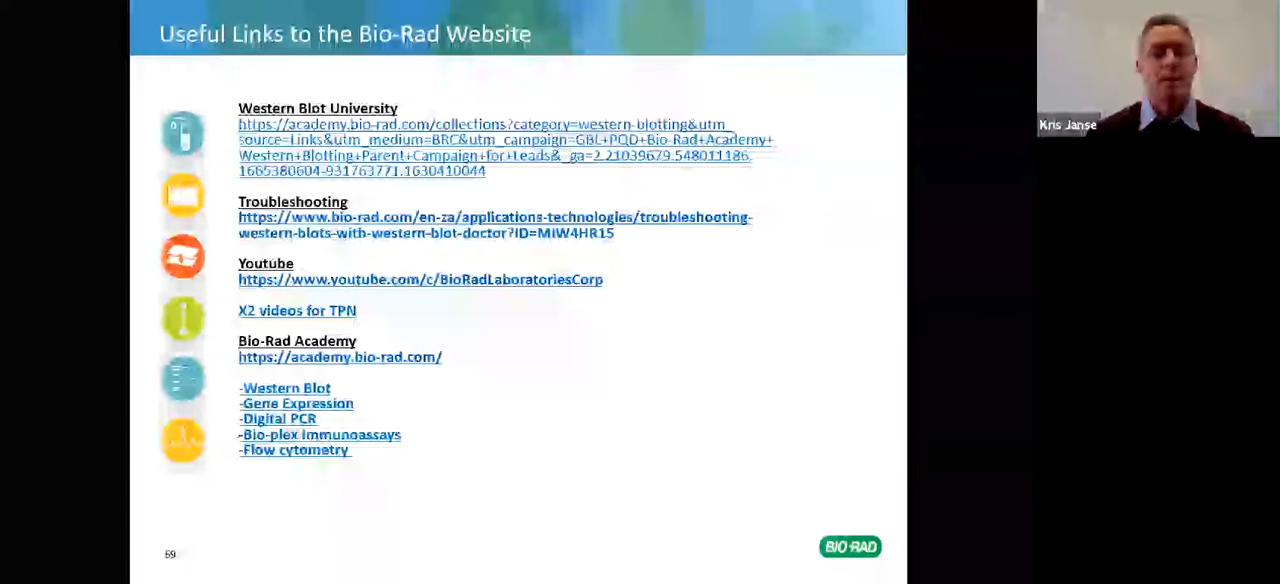 Useful Links to the Bio-Rad Website
Western Blot University
https://academy.bio-rad.com/collections?category=western-blotting&utm_
source=Links&utm_medium=BRC&utm_campaign=GBL+PQD+Bio-Rad+Academy+
Western+Blotting+Parent+Campaign+for+Leads&_ga=2.21039679.548011186.
1665380604-931763771.1630410044
Troubleshooting
https://www.bio-rad.com/en-za/applications-technologies/troubleshooting-
western-blots-with-western-blot-doctor?ID=MIW4HR15
Youtube
https://www.youtube.com/c/BioRadLaboratoriesCorp
X2 videos for TPN
Bio-Rad Academy
https://academy.bio-rad.com/
-Western Blot
-Gene Expression
-Digital PCR
-Bio-plex Immunoassays
-Flow cytometry
59
BIO-RAD
Kris Janse